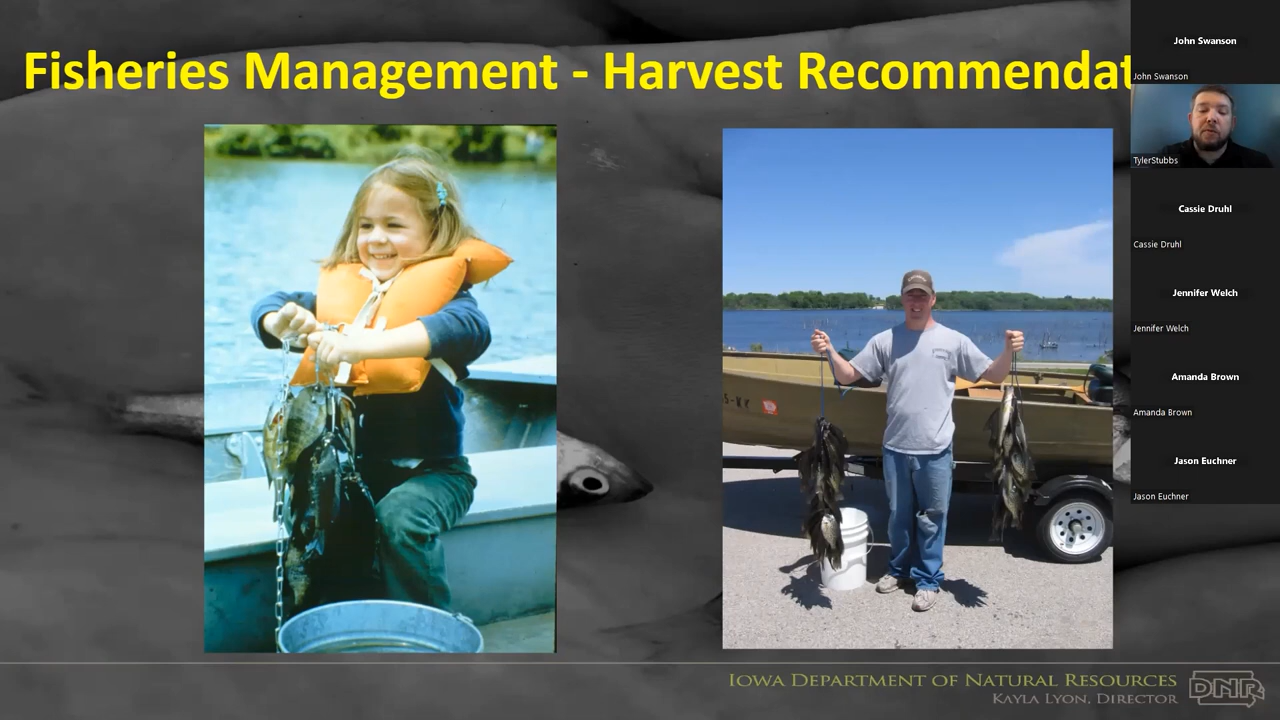 Fisheries Management - Harvest Recommendat
John Swanson
John Swanson
TylerStubbs
Cassie Druhl
Cassie Druhl
Jennifer Welch
Jennifer Welch
Amanda Brown
Amanda Brown
Jason Euchner
Jason Euchner
IOWA DEPARTMENT OF NATURAL RESOURCES
KAYLA LYON, DIRECTOR
DNR